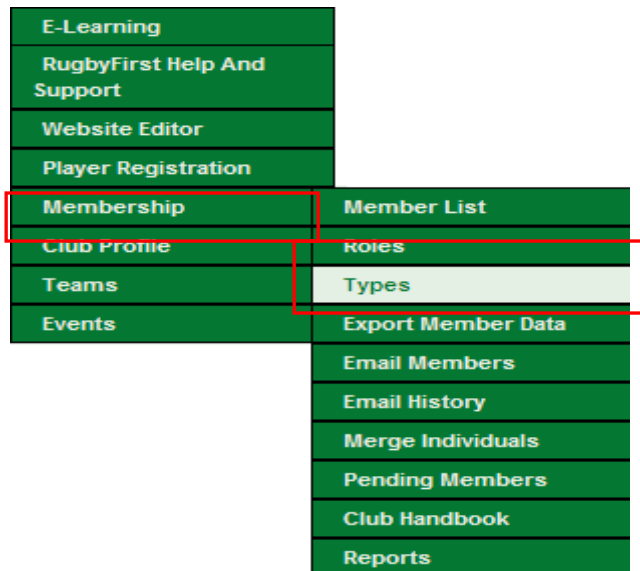 E-Learning
RugbyFirst Help And
Support
Website Editor
Player Registration
Membership
Club Profile
Teams
Events
Member List
Roles
Types
Export Member Data
Email Members
Email History
Merge Individuals
Pending Members
Club Handbook
Reports